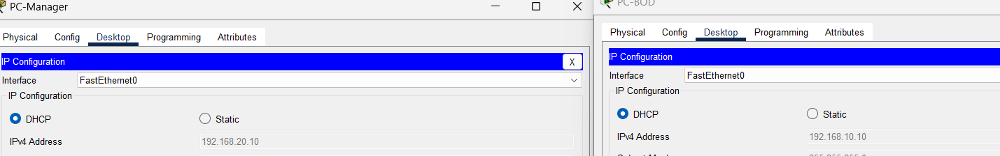 PC-Manager
Physical Config Desktop Programming Attributes
IP Configuration X
Interface FastEthernet0
IP Configuration
DHCP Static
IPv4 Address 192.168.20.10
PC-BOD
Physical Config Desktop Programming Attributes
IP Configuration
Interface FastEthernet0
IP Configuration
DHCP Static
IPv4 Address 192.168.10.10